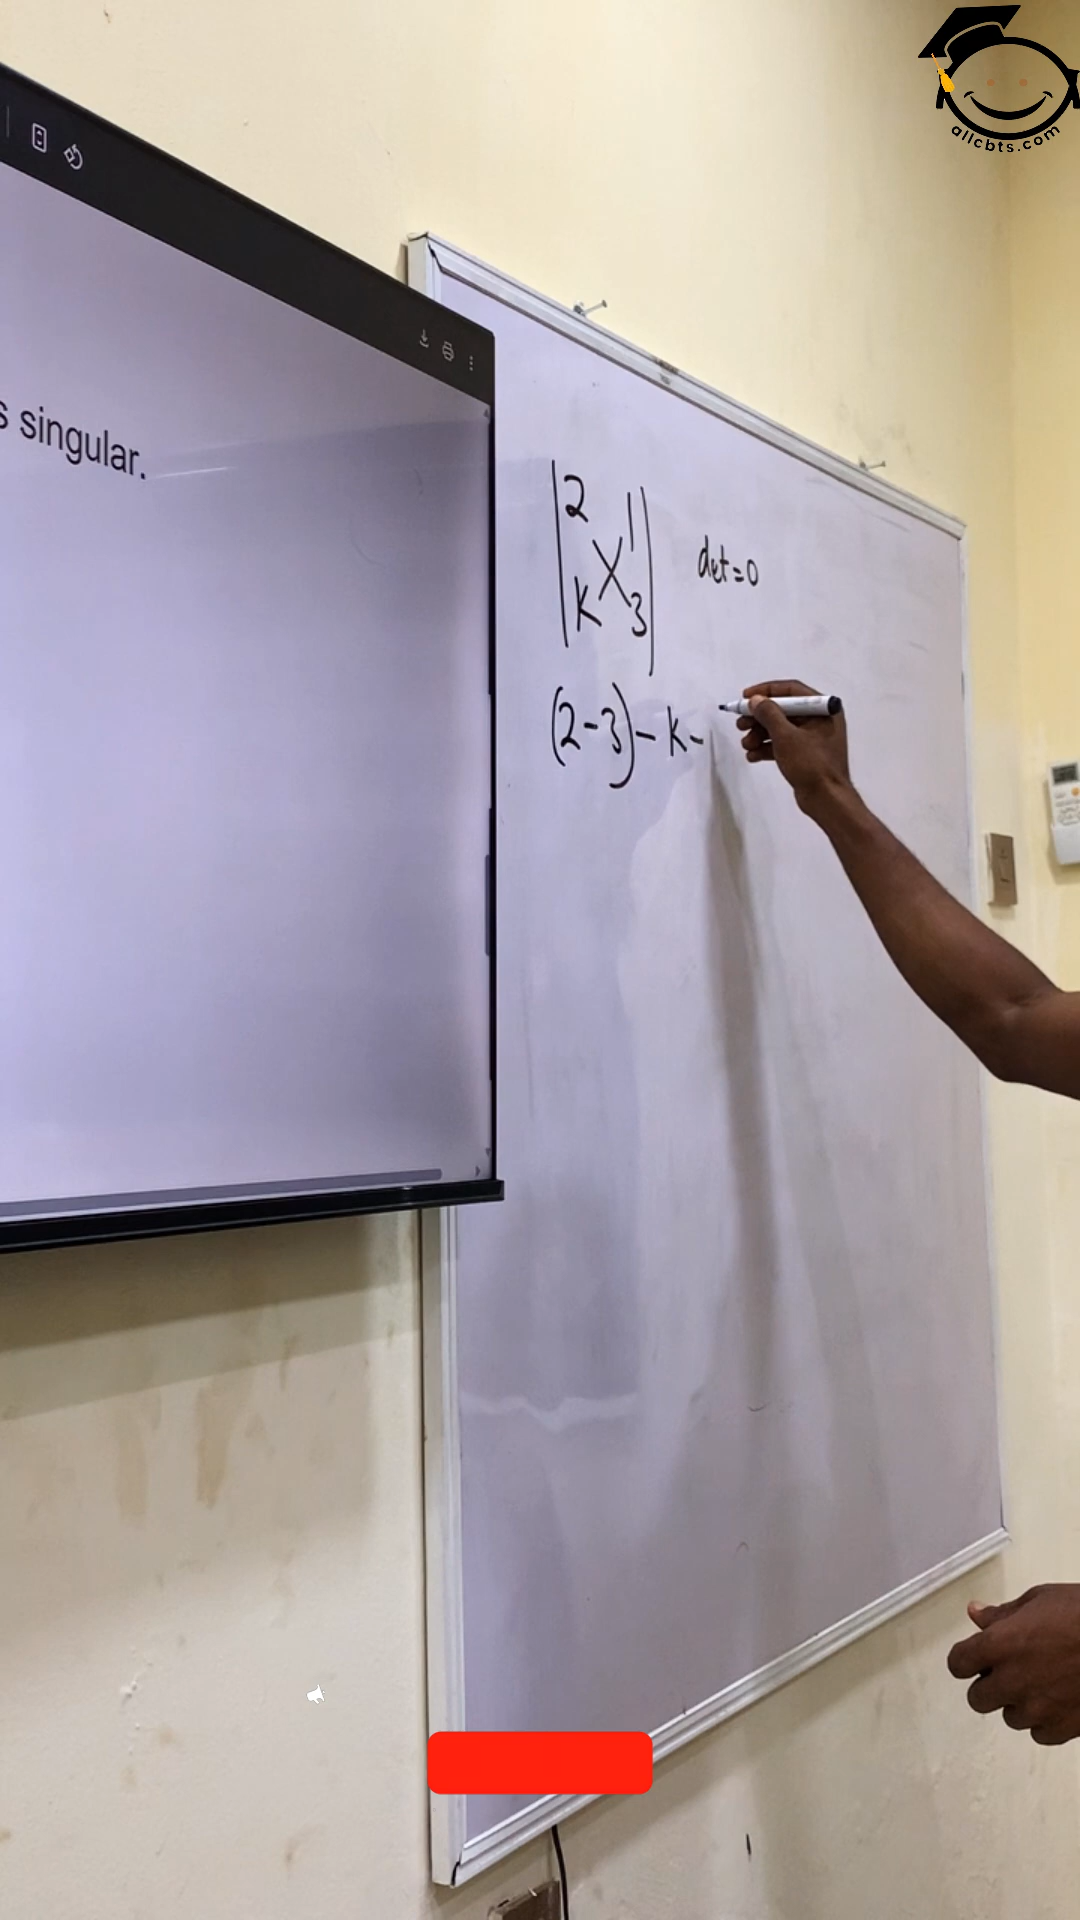 allcbts.com
s singular.
|2 1|
|k 3|
det=0
(2-3)-k-